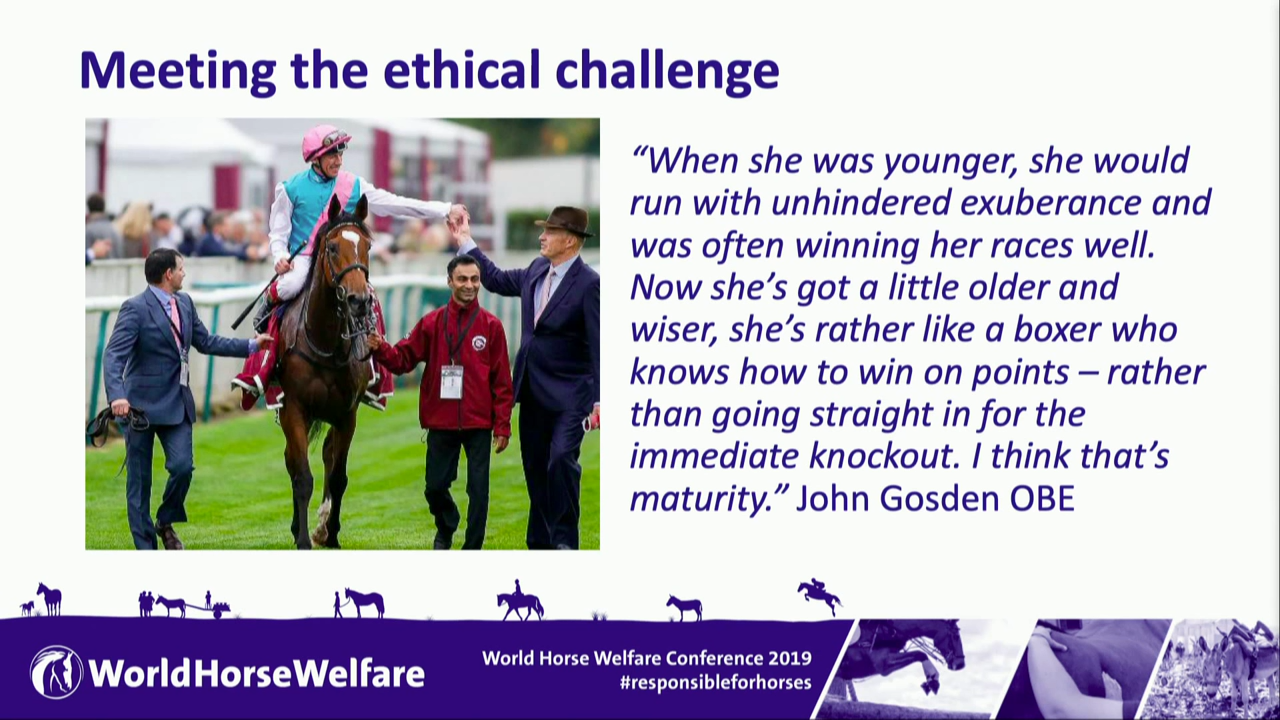 Meeting the ethical challenge
“When she was younger, she would
run with unhindered exuberance and
was often winning her races well.
Now she’s got a little older and
wiser, she’s rather like a boxer who
knows how to win on points – rather
than going straight in for the
immediate knockout. I think that’s
maturity.” John Gosden OBE
WorldHorseWelfare
World Horse Welfare Conference 2019
#responsibleforhorses